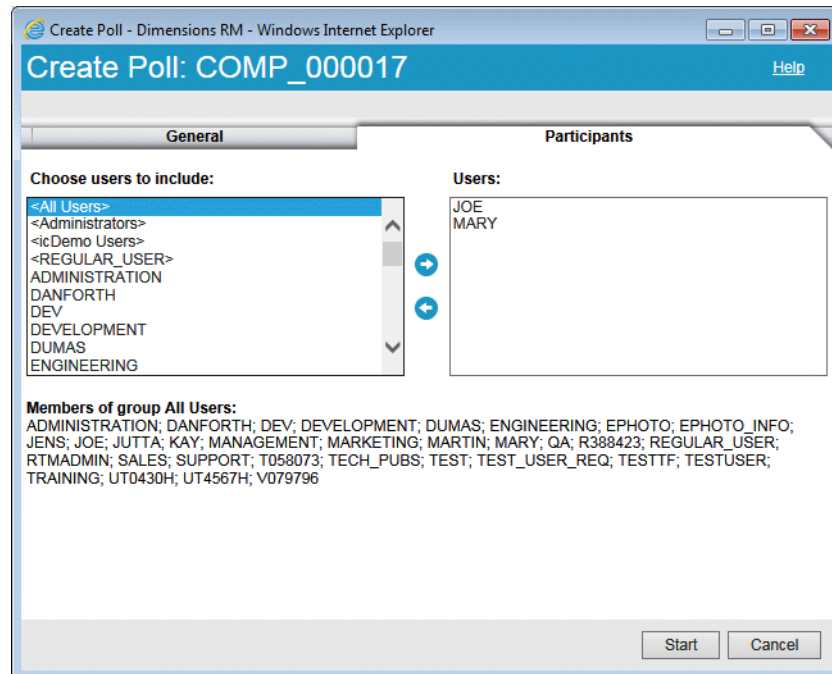 Create Poll - Dimensions RM - Windows Internet Explorer
Create Poll: COMP_000017
Help
General
Participants
Choose users to include:
Users:
<All Users>
<Administrators>
<icDemo Users>
<REGULAR_USER>
ADMINISTRATION
DANFORTH
DEV
DEVELOPMENT
DUMAS
ENGINEERING
JOE
MARY
Members of group All Users:
ADMINISTRATION; DANFORTH; DEV; DEVELOPMENT; DUMAS; ENGINEERING; EPHOTO; EPHOTO_INFO;
JENS; JOE; JUTTA; KAY; MANAGEMENT; MARKETING; MARTIN; MARY; QA; R388423; REGULAR_USER;
RTMADMIN; SALES; SUPPORT; T058073; TECH_PUBS; TEST; TEST_USER_REQ; TESTTF; TESTUSER;
TRAINING; UT0430H; UT4567H; V079796
Start
Cancel